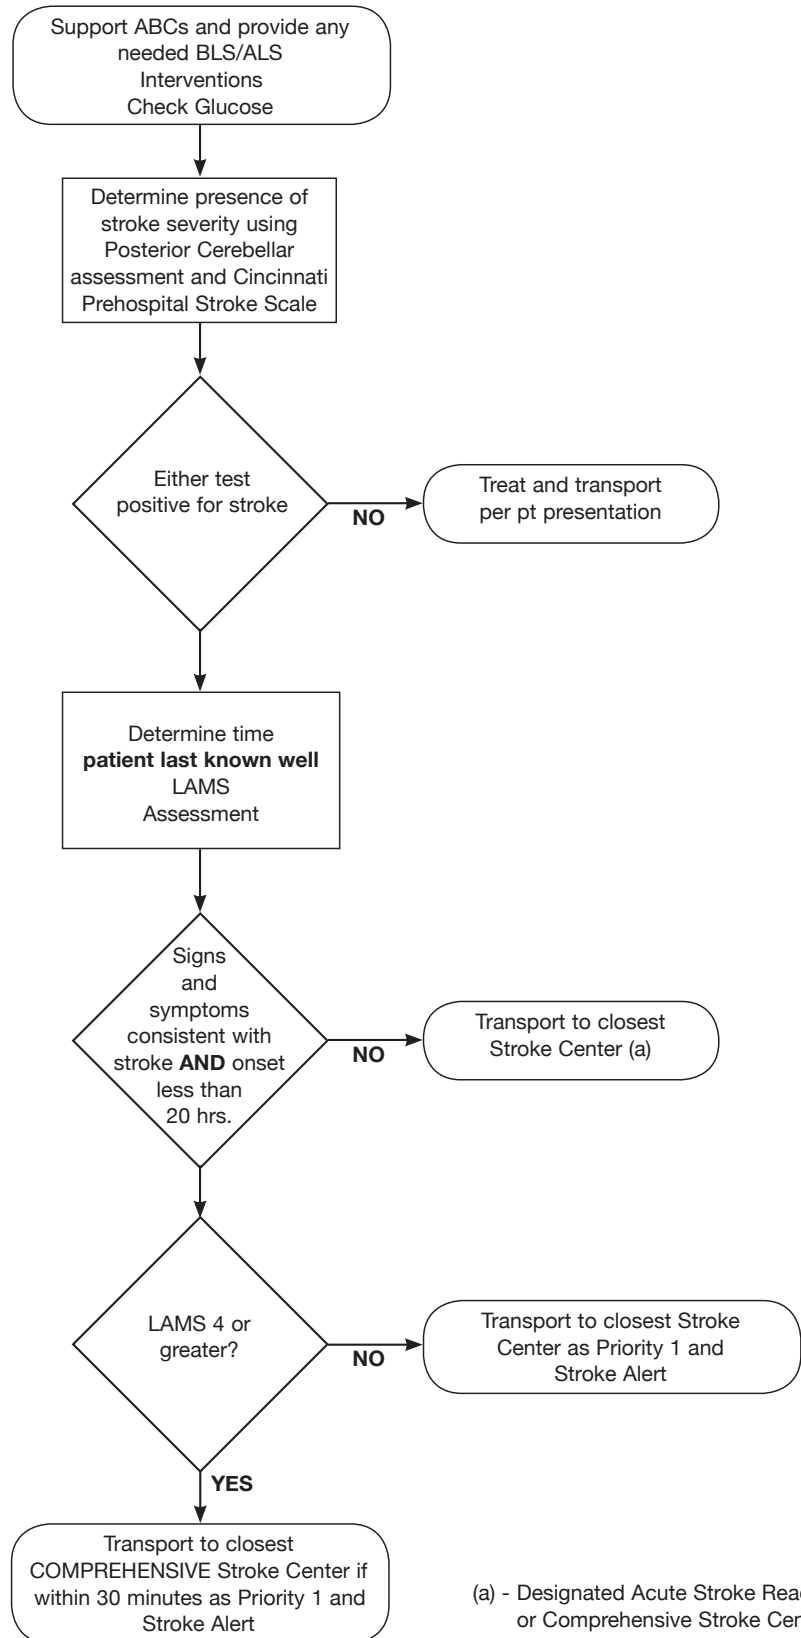 Support ABCs and provide any
needed BLS/ALS
Interventions
Check Glucose
Determine presence of
stroke severity using
Posterior Cerebellar
assessment and Cincinnati
Prehospital Stroke Scale
Either test
positive for stroke
NO
Treat and transport
per pt presentation
Determine time
patient last known well
LAMS
Assessment
Signs
and
symptoms
consistent with
stroke AND onset
less than
20 hrs.
NO
Transport to closest
Stroke Center (a)
LAMS 4 or
greater?
NO
Transport to closest Stroke
Center as Priority 1 and
Stroke Alert
YES
Transport to closest
COMPREHENSIVE Stroke Center if
within 30 minutes as Priority 1 and
Stroke Alert
(a) - Designated Acute Stroke
or Comprehensive Stroke